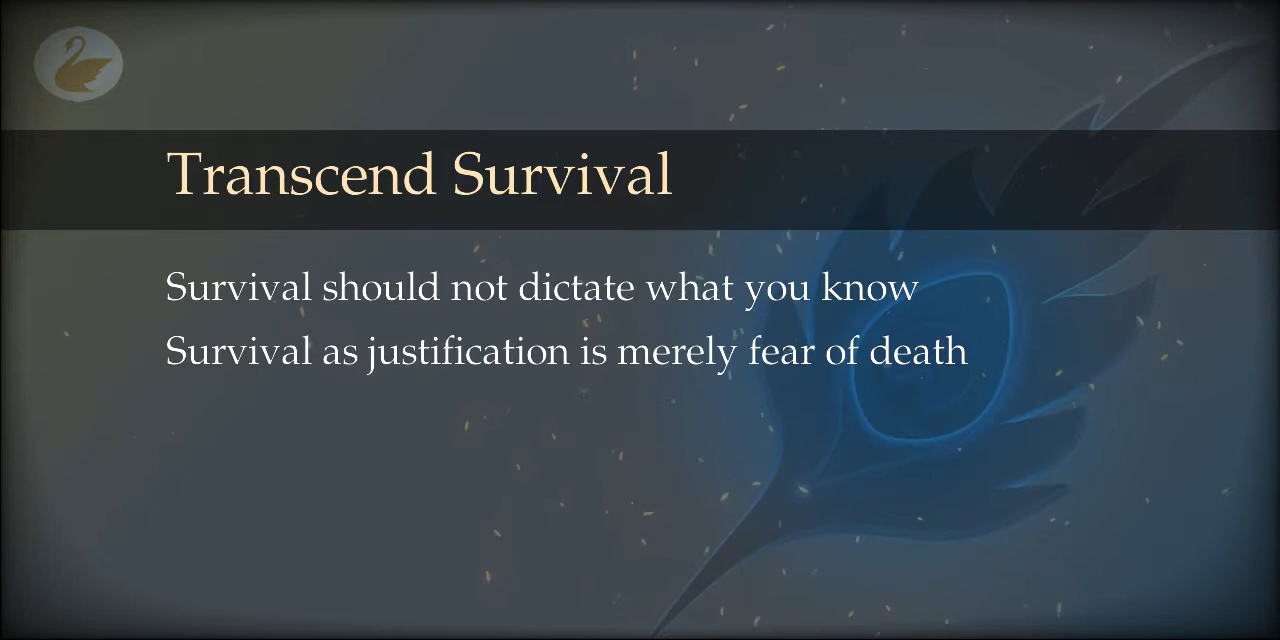 Transcend Survival
Survival should not dictate what you know
Survival as justification is merely fear of death